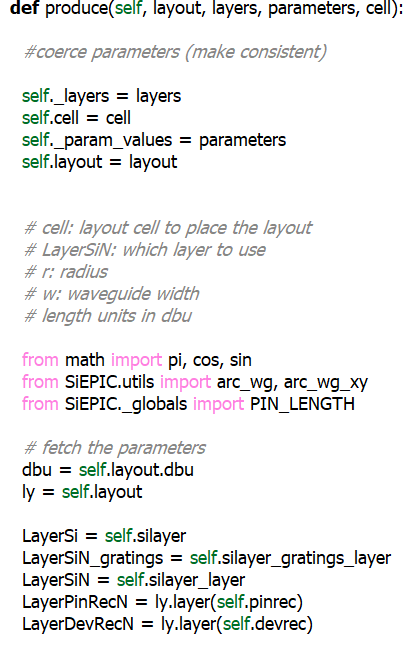 def produce(self, layout, layers, parameters, cell):
#coerce parameters (make consistent)
self._layers = layers
self.cell = cell
self._param_values = parameters
self.layout = layout
# cell: layout cell to place the layout
# LayerSiN: which layer to use
# r: radius
# w: waveguide width
# length units in dbu
from math import pi, cos, sin
from SiEPIC.utils import arc_wg, arc_wg_xy
from SiEPIC._globals import PIN_LENGTH
# fetch the parameters
dbu = self.layout.dbu
ly = self.layout
LayerSi = self.silayer
LayerSiN_gratings = self.silayer_gratings_layer
LayerSiN = self.silayer_layer
LayerPinRecN = ly.layer(self.pinrec)
LayerDevRecN = ly.layer(self.devrec)